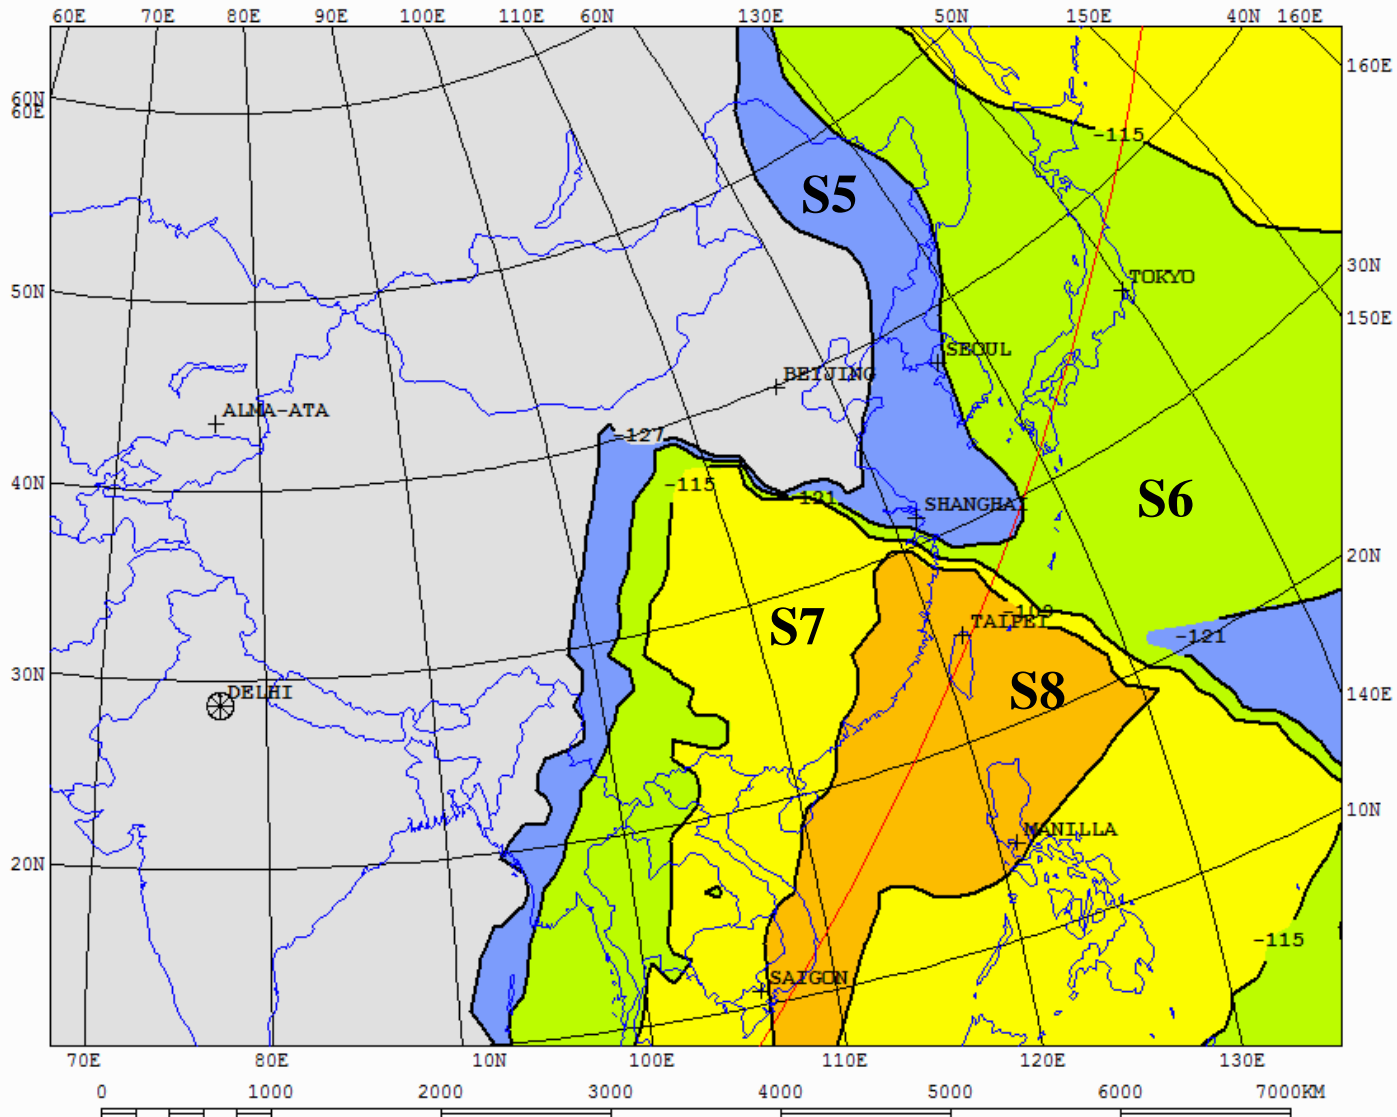 60E 70E 80E 90E 100E 110E 60N 130E 50N 150E 40N 160E
160E
60N
60E
-115
S5
30N
TOKYO
50N
150E
SEOUL
BEIJING
ALMA-ATA
-127
40N
-115
-121
S6
SHANGHAI
20N
-109
S7
TAIPEI
-121
30N
DELHI
S8
140E
10N
MANILLA
20N
-115
SAIGON
70E 80E 10N 100E 110E 120E 130E
0 1000 2000 3000 4000 5000 6000 7000KM